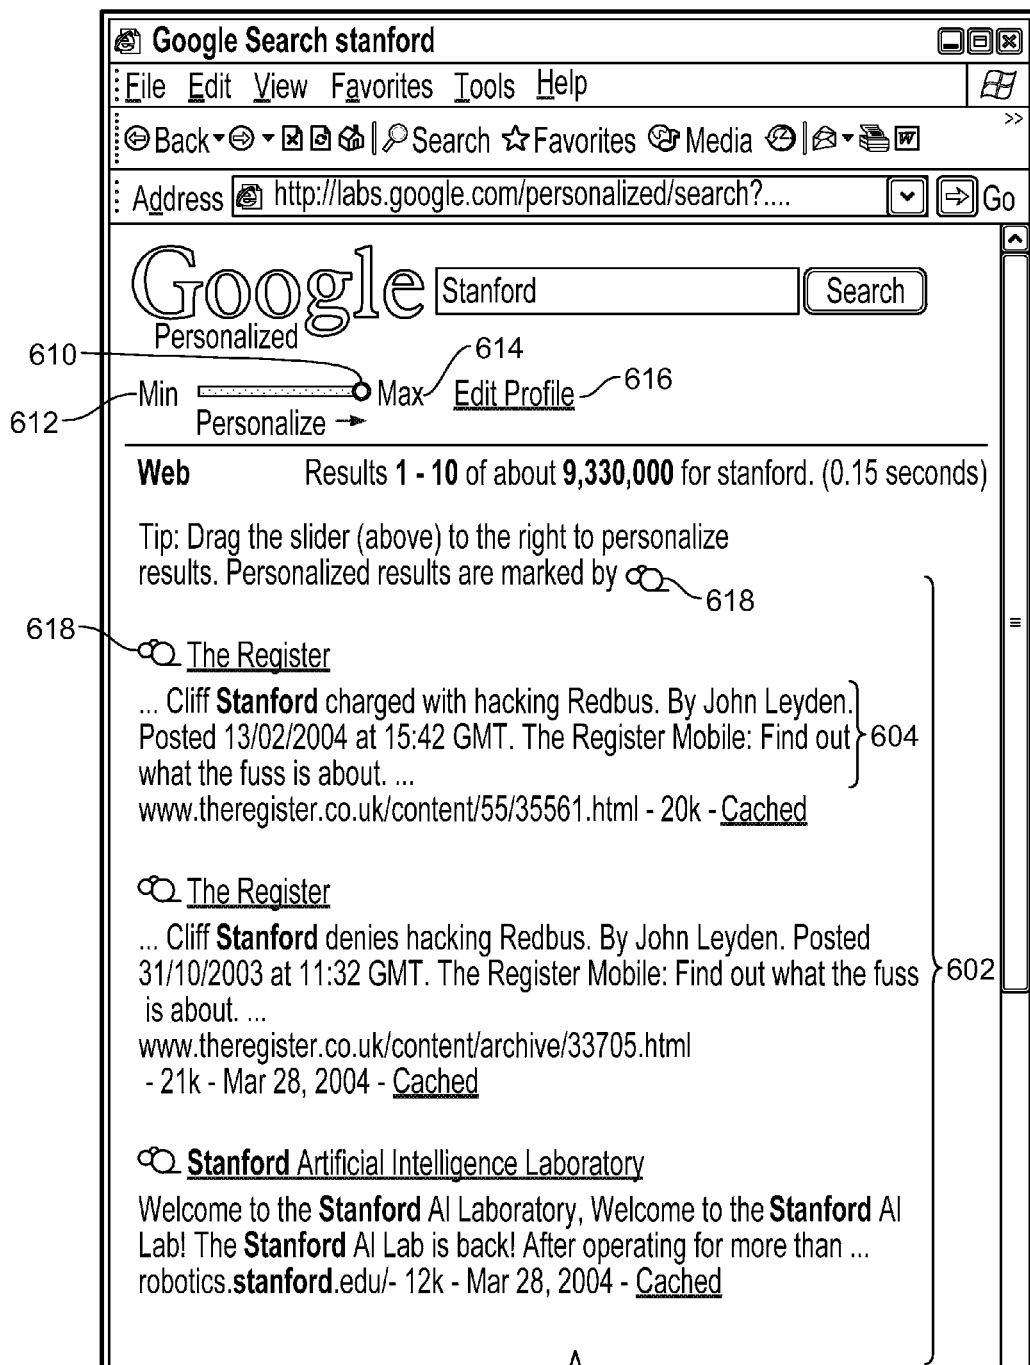 Google Search stanford
File Edit View Favorites Tools Help
Back Search Favorites Media W
>>
Address http://labs.google.com/personalized/search?.... Go
Google Stanford Search
Personalized
610 614
Min Max Edit Profile 616
612 Personalize
Web Results 1 - 10 of about 9,330,000 for stanford. (0.15 seconds)
Tip: Drag the slider (above) to the right to personalize
results. Personalized results are marked by
618
618 The Register
... Cliff Stanford charged with hacking Redbus. By John Leyden.
Posted 13/02/2004 at 15:42 GMT. The Register Mobile: Find out 604
what the fuss is about. ...
www.theregister.co.uk/content/55/35561.html - 20k - Cached
The Register
... Cliff Stanford denies hacking Redbus. By John Leyden. Posted
31/10/2003 at 11:32 GMT. The Register Mobile: Find out what the fuss 602
is about. ...
www.theregister.co.uk/content/archive/33705.html
- 21k - Mar 28, 2004 - Cached
Stanford Artificial Intelligence Laboratory
Welcome to the Stanford AI Laboratory, Welcome to the Stanford AI
Lab! The Stanford AI Lab is back! After operating for more than ...
robotics.stanford.edu/- 12k - Mar 28, 2004 - Cached